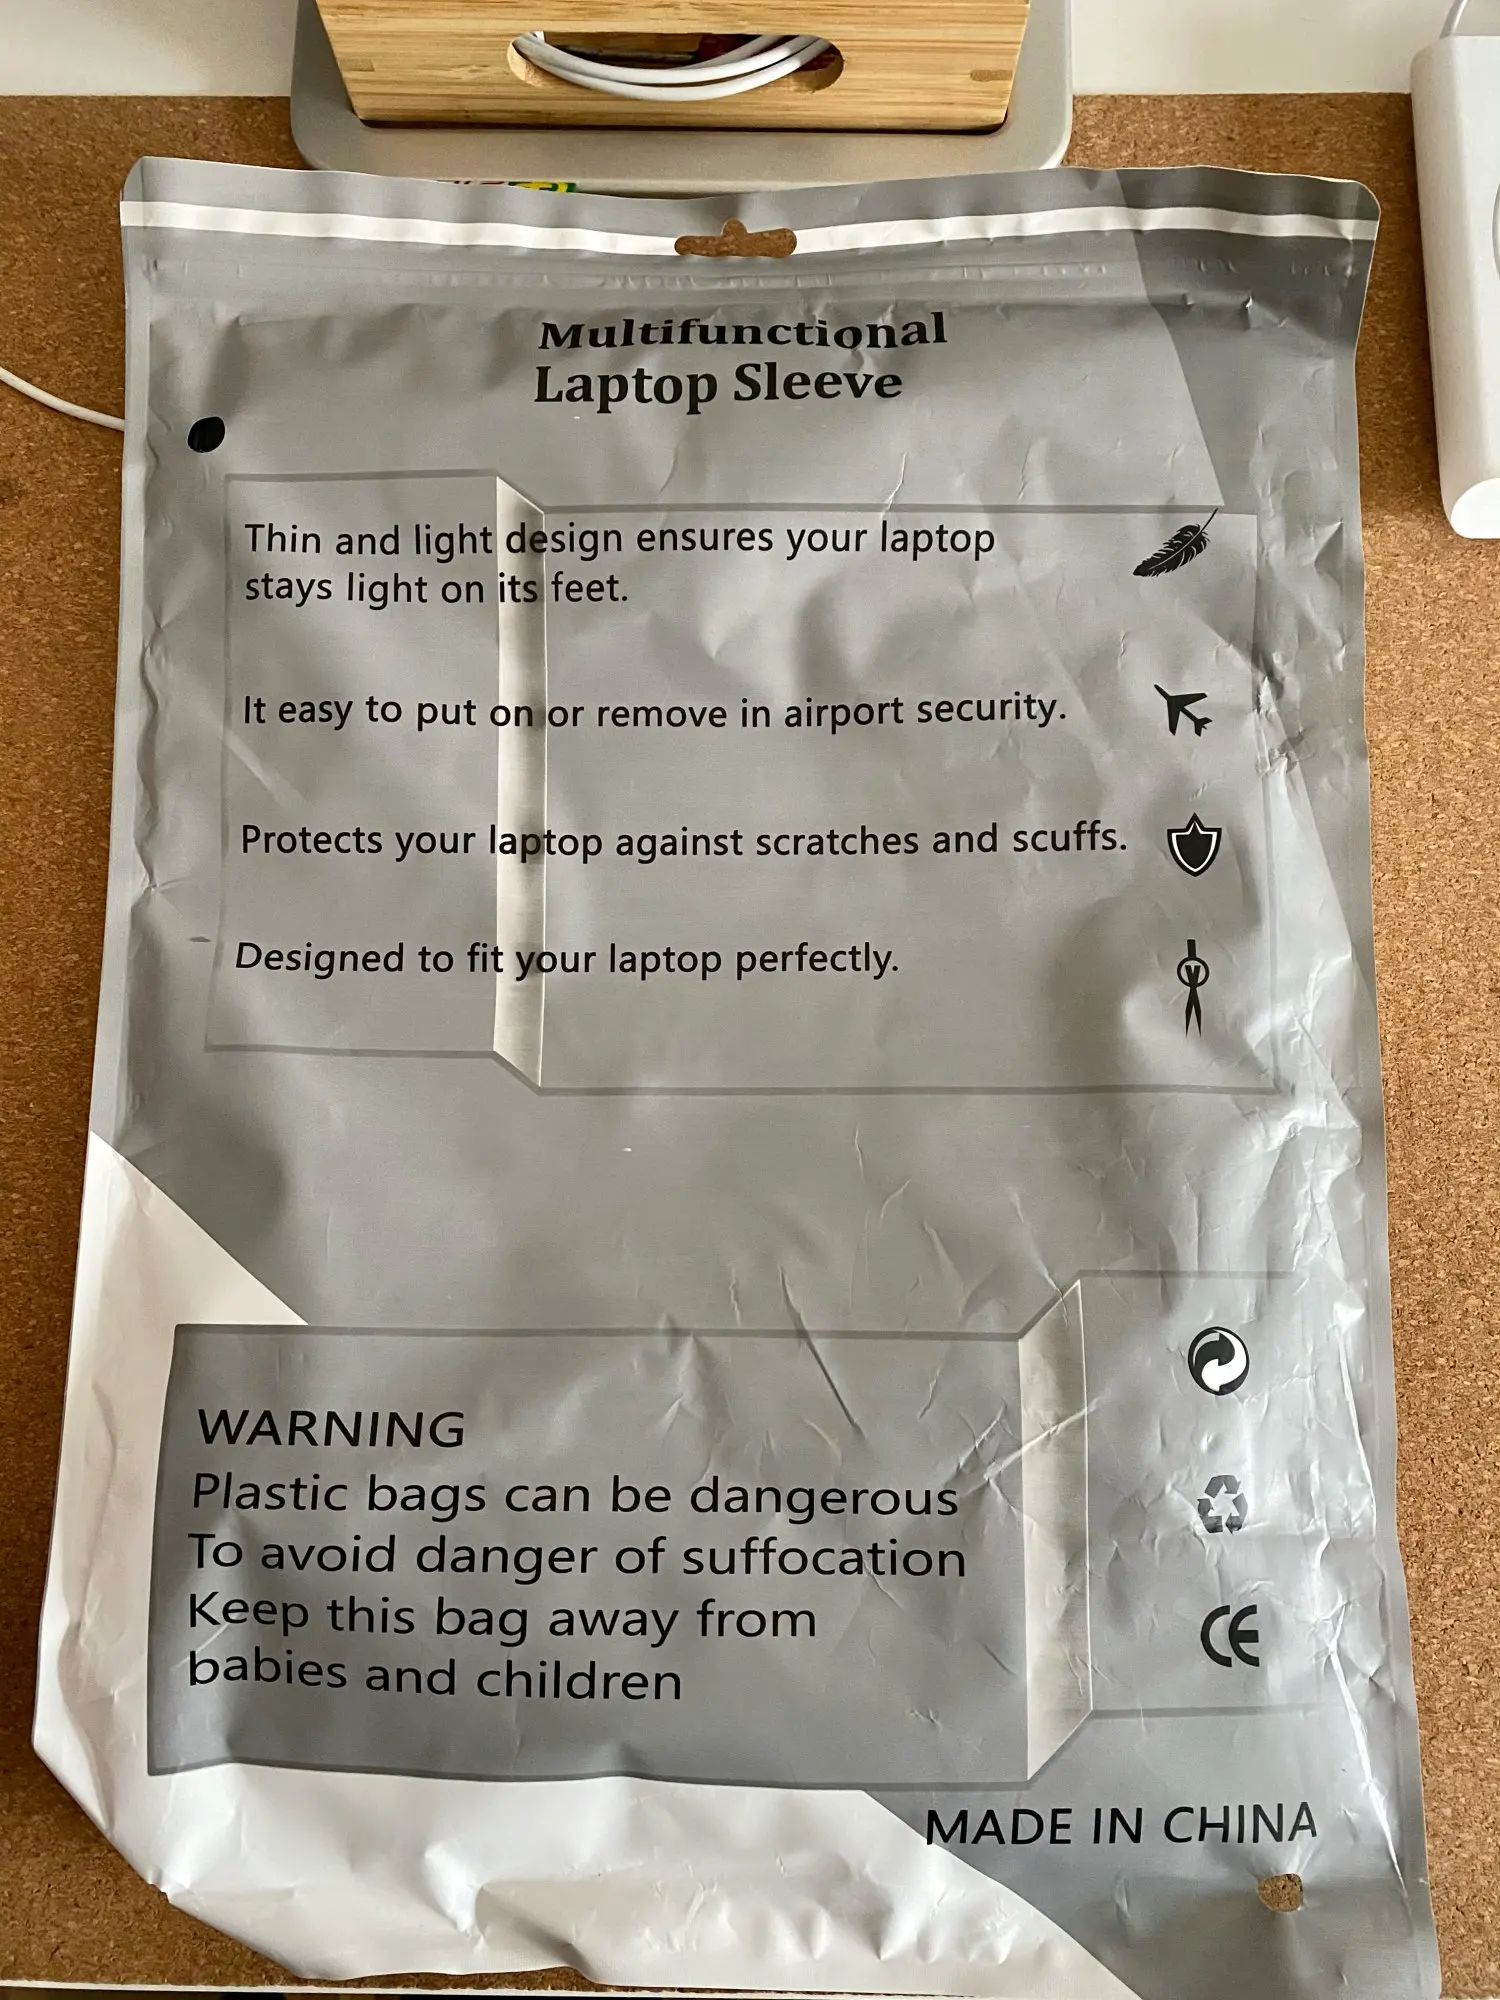 Multifunctional
Laptop Sleeve
Thin and light design ensures your laptop
stays light on its feet.
It easy to put on or remove in airport security.
Protects your laptop against scratches and scuffs.
Designed to fit your laptop perfectly.
WARNING
Plastic bags can be dangerous
To avoid danger of suffocation
Keep this bag away from
babies and children
CE
MADE IN CHINA